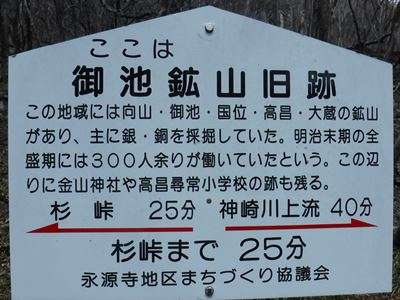 ここは
御池鉱山旧跡
この地域には向山・御池・国位・高昌・大蔵の鉱山
があり、主に銀・銅を採掘していた。明治末期の全
盛期には３００人余りが働いていたという。この辺
りに金山神社や高昌尋常小学校の跡も残る。
杉　峠　25分　神崎川上流 40分
杉峠まで 25分
永源寺地区まちづくり協議会